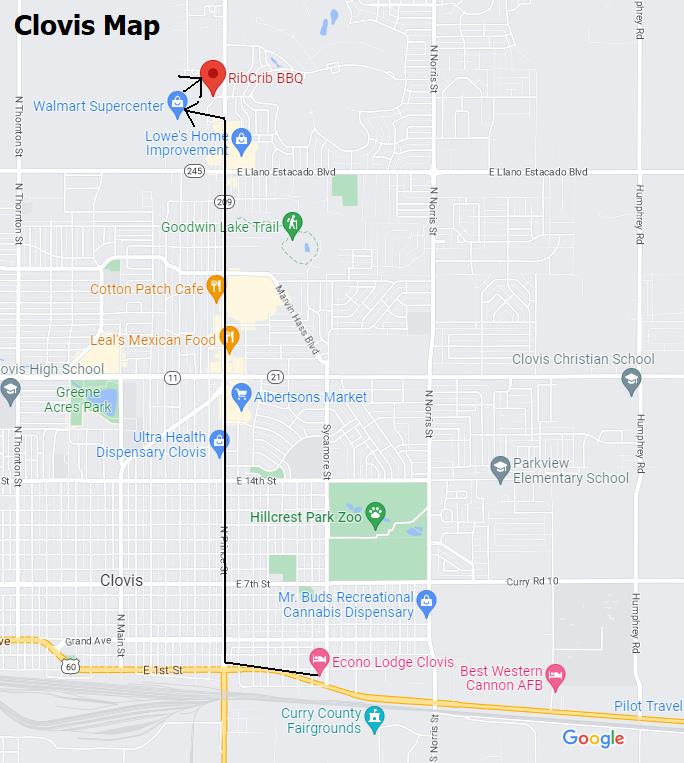 Clovis Map
N Norris St
mphrey Rd
RibCrib BBQ
Walmart Supercenter
N Thornton St
Lowe's Home
Improvement
245
E Llano Estacado Blvd
E Llano Estacado Blvd
N Thornton St
N Norris St
Humphrey Rd
209
Goodwin Lake Trail
Cotton Patch Cafe
Marvin Hass Blvd
Leal's Mexican Food
Clovis Christian School
ovis High School
11
21
Greene
Acres Park
Albertsons Market
N Norris St
Humphrey Rd
N Thornton St
Ultra Health
Dispensary Clovis
Sycamore St
Parkview
Elementary School
St
E 14th St
Hillcrest Park Zoo
N Prince St
Clovis
E 7th St
Curry Rd 10
Mr. Buds Recreational
Cannabis Dispensary
N Main St
Humphrey Rd
ve
Grand Ave
60
E 1st St
Econo Lodge Clovis
Best Western
Cannon AFB
Curry County
Fairgrounds
S Norris St
Pilot Travel
Google